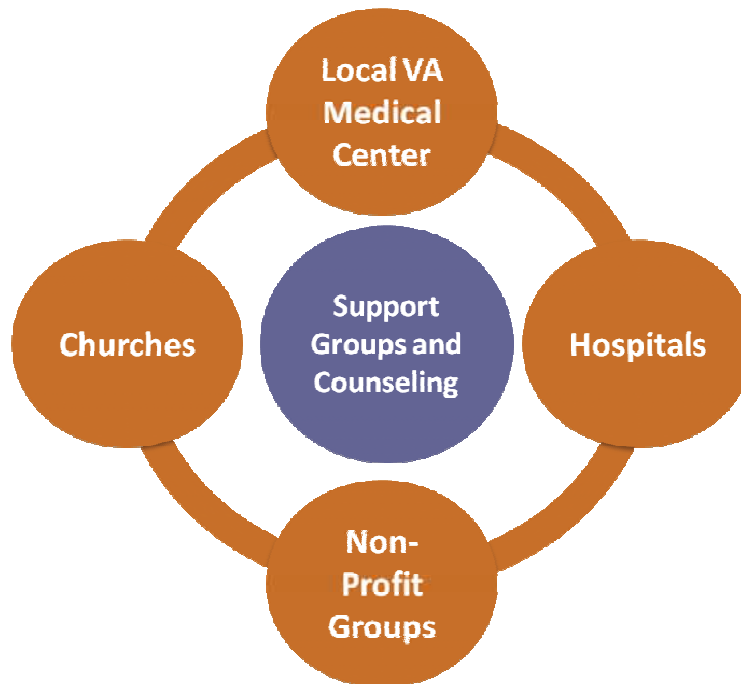 Local VA
Medical
Center
Churches
Support
Groups and
Counseling
Hospitals
Non-
Profit
Groups